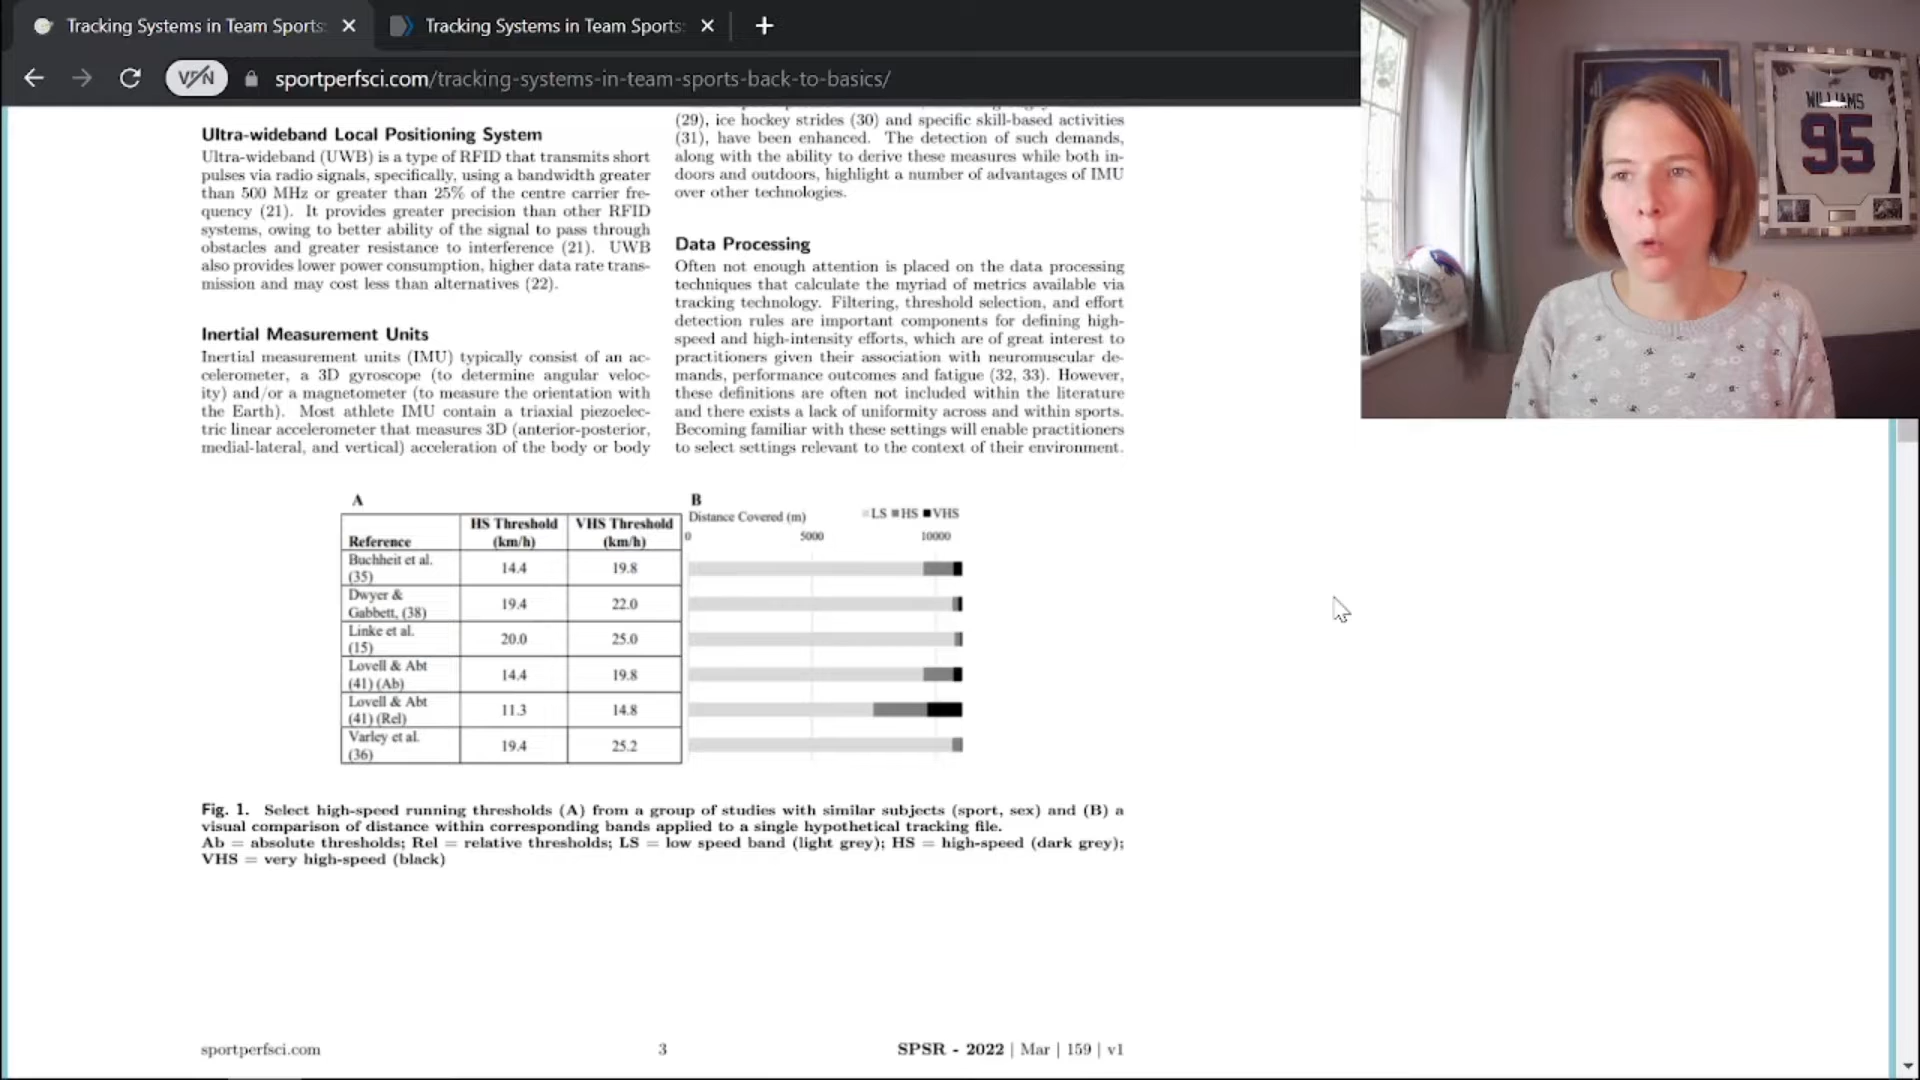 Tracking Systems in Team Sports:
Tracking Systems in Team Sports:
VPN
sportperfsci.com/tracking-systems-in-team-sports-back-to-basics/
WILLIAMS
95
Ultra-wideband Local Positioning System
Ultra-wideband (UWB) is a type of RFID that transmits short
pulses via radio signals, specifically, using a bandwidth greater
than 500 MHz or greater than 25% of the centre carrier fre-
quency (21). It provides greater precision than other RFID
systems, owing to better ability of the signal to pass through
obstacles and greater resistance to interference (21). UWB
also provides lower power consumption, higher data rate trans-
mission and may cost less than alternatives (22).
Inertial Measurement Units
Inertial measurement units (IMU) typically consist of an ac-
celerometer, a 3D gyroscope (to determine angular veloc-
ity) and/or a magnetometer (to measure the orientation with
the Earth). Most athlete IMU contain a triaxial piezoelec-
tric linear accelerometer that measures 3D (anterior-posterior,
medial-lateral, and vertical) acceleration of the body or body
(29), ice hockey strides (30) and specific skill-based activities
(31), have been enhanced. The detection of such demands,
along with the ability to derive these measures while both in-
doors and outdoors, highlight a number of advantages of IMU
over other technologies.
Data Processing
Often not enough attention is placed on the data processing
techniques that calculate the myriad of metrics available via
tracking technology. Filtering, threshold selection, and effort
detection rules are important components for defining high-
speed and high-intensity efforts, which are of great interest to
practitioners given their association with neuromuscular de-
mands, performance outcomes and fatigue (32, 33). However,
these definitions are often not included within the literature
and there exists a lack of uniformity across and within sports.
Becoming familiar with these settings will enable practitioners
to select settings relevant to the context of their environment.
A
Reference
HS Threshold
(km/h)
VHS Threshold
(km/h)
Buchheit et al.
(35)
14.4
19.8
Dwyer &
Gabbett, (38)
19.4
22.0
Linke et al.
(15)
20.0
25.0
Lovell & Abt
(41) (Ab)
14.4
19.8
Lovell & Abt
(41) (Rel)
11.3
14.8
Varley et al.
(36)
19.4
25.2
B
Distance Covered (m)
LS HS VHS
0 5000 10000
Fig. 1. Select high-speed running thresholds (A) from a group of studies with similar subjects (sport, sex) and (B) a
visual comparison of distance within corresponding bands applied to a single hypothetical tracking file.
Ab = absolute thresholds; Rel = relative thresholds; LS = low speed band (light grey); HS = high-speed (dark grey);
VHS = very high-speed (black)
sportperfsci.com
3
SPSR - 2022 | Mar | 159 | v1